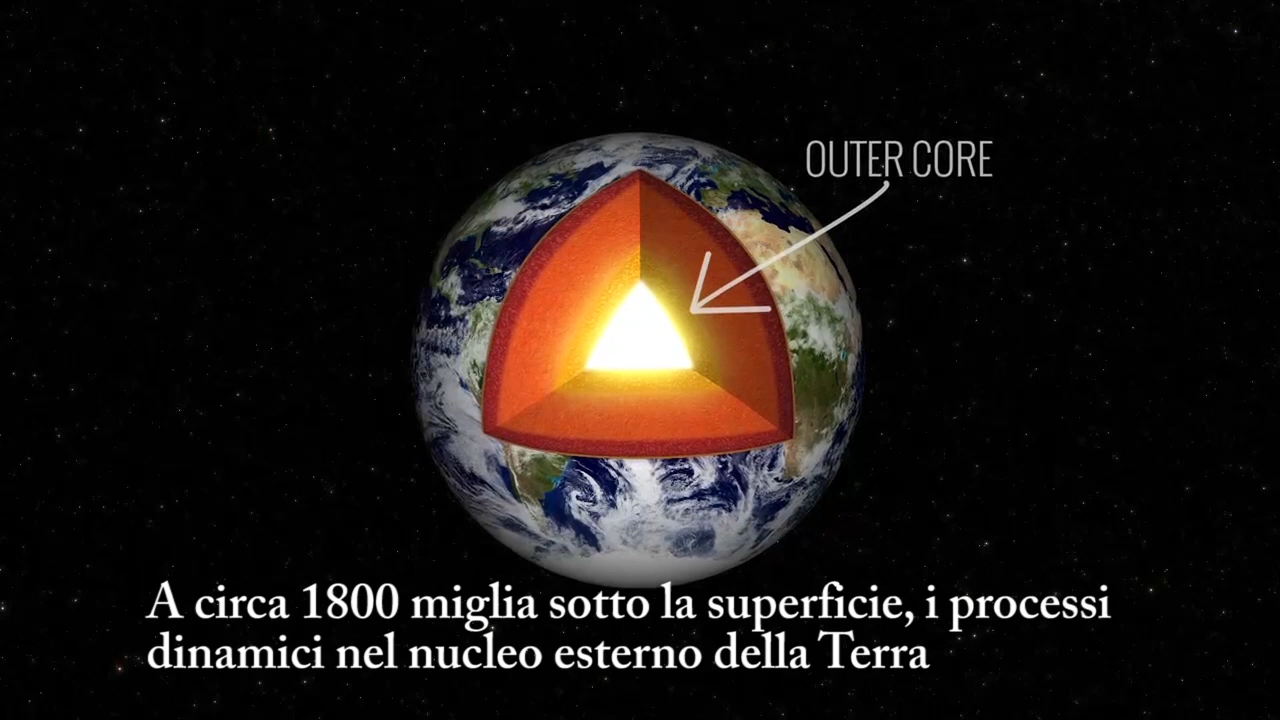 OUTER CORE
A circa 1800 miglia sotto la superficie, i processi
dinamici nel nucleo esterno della Terra